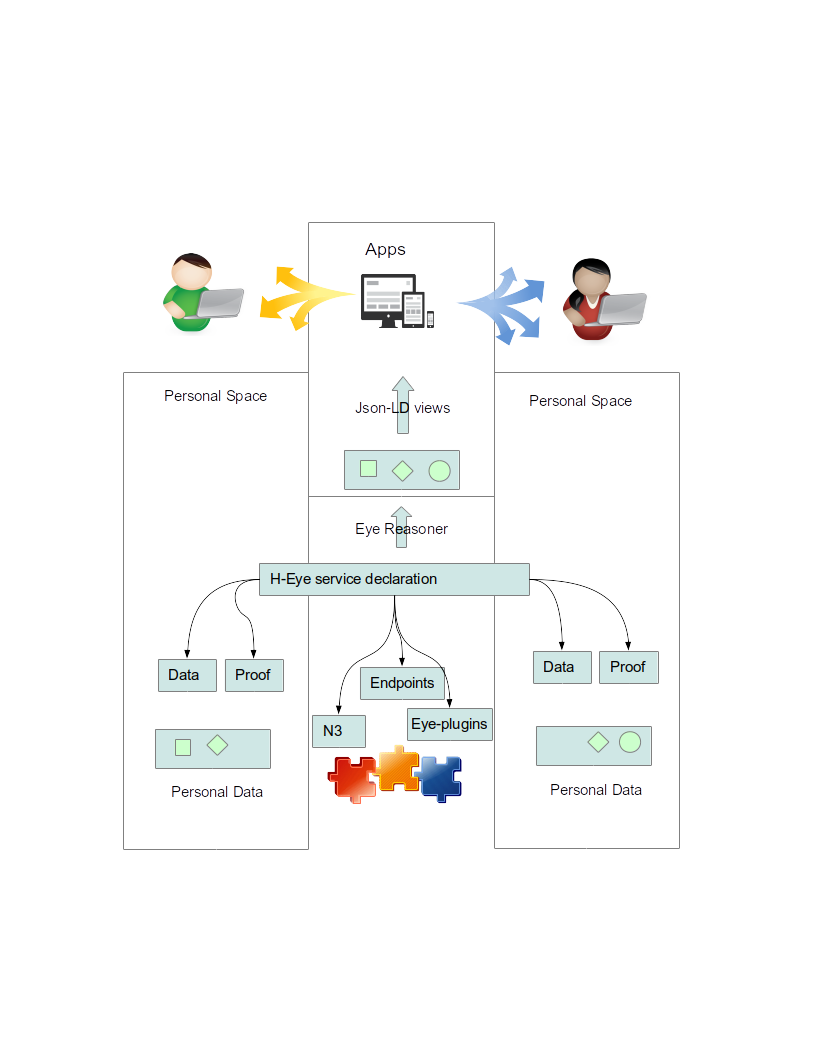 Apps
Personal Space
Json-LD views
Personal Space
Eye Reasoner
H-Eye service declaration
Data
Proof
Endpoints
Data
Proof
N3
Eye-plugins
Personal Data
Personal Data